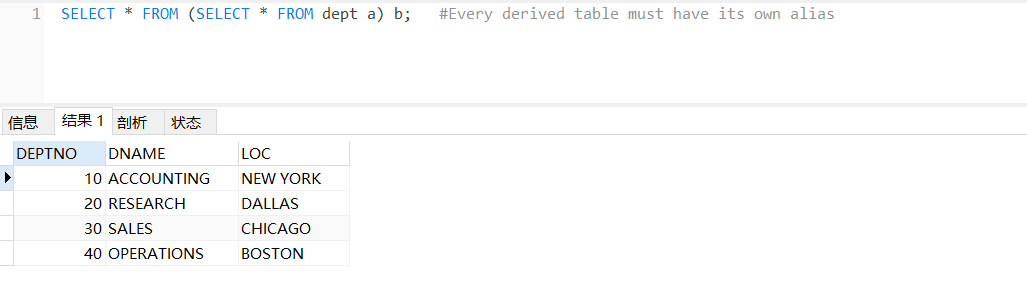 1 SELECT * FROM (SELECT * FROM dept a) b; #Every derived table must have its own alias
信息 结果 1 剖析 状态
DEPTNO DNAME LOC
10 ACCOUNTING NEW YORK
20 RESEARCH DALLAS
30 SALES CHICAGO
40 OPERATIONS BOSTON